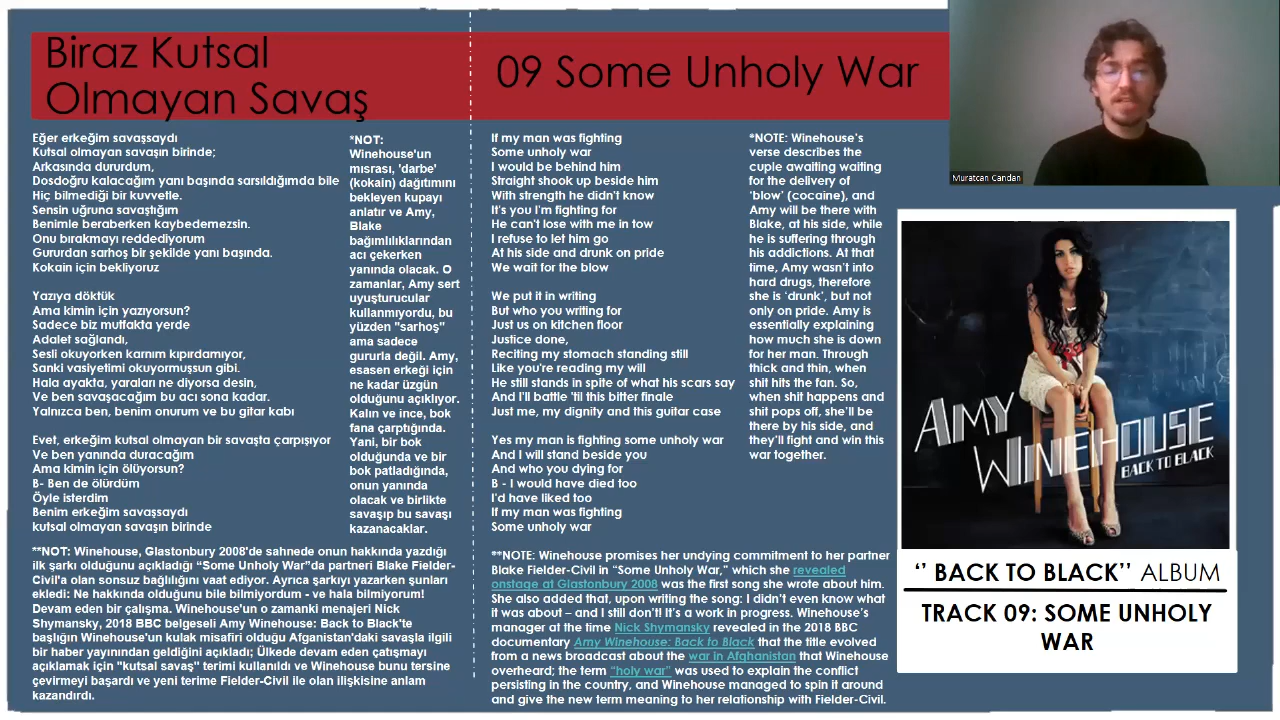 Biraz Kutsal
Olmayan Savaş
Eğer erkeğim savaşsaydı
Kutsal olmayan savaşın birinde;
Arkasında dururdum,
Dosdoğru kalacağım yanı başında sarsıldığımda bile
Hiç bilmediği bir kuvvetle.
Sensin uğruna savaştığım
Benimle beraberken kaybedemezsin.
Onu bırakmayı reddediyorum
Gururdan sarhoş bir şekilde yanı başında.
Kokain için bekliyoruz
Yazıya döktük
Ama kimin için yazıyorsun?
Sadece biz mutfakta yerde
Adalet sağlandı,
Sesli okuyorken karnım kıpırdamıyor,
Sanki vasiyetimi okuyormuşsun gibi.
Hala ayakta, yaraları ne diyorsa desin,
Ve ben savaşacağım bu acı sona kadar.
Yalnızca ben, benim onurum ve bu gitar kabı
Evet, erkeğim kutsal olmayan bir savaşta çarpışıyor
Ve ben yanında duracağım
Ama kimin için ölüyorsun?
B- Ben de ölürdüm
Öyle isterdim
Benim erkeğim savaşsaydı
kutsal olmayan savaşın birinde
*NOT:
Winehouse'un
mısrası, 'darbe'
(kokain) dağıtımını
bekleyen kupayı
anlatır ve Amy,
Blake
bağımlılıklarından
acı çekerken
yanında olacak. O
zamanlar, Amy sert
uyuşturucular
kullanmıyordu, bu
yüzden "sarhoş"
ama sadece
gururla değil. Amy,
esasen erkeği için
ne kadar üzgün
olduğunu açıklıyor.
Kalın ve ince, bok
fana çarptığında.
Yani, bir bok
olduğunda ve bir
bok patladığında,
onun yanında
olacak ve birlikte
savaşıp bu savaşı
kazanacaklar.
**NOT: Winehouse, Glastonbury 2008'de sahnede onun hakkında yazdığı
ilk şarkı olduğunu açıkladığı “Some Unholy War”da partneri Blake Fielder-
Civil'a olan sonsuz bağlılığını vaat ediyor. Ayrıca şarkıyı yazarken şunları
ekledi: Ne hakkında olduğunu bile bilmiyordum - ve hala bilmiyorum!
Devam eden bir çalışma. Winehouse'un o zamanki menajeri Nick
Shymansky, 2018 BBC belgeseli Amy Winehouse: Back to Black'te
başlığın Winehouse'un kulak misafiri olduğu Afganistan'daki savaşla ilgili
bir haber yayınından geldiğini açıkladı; Ülkede devam eden çatışmayı
açıklamak için "kutsal savaş" terimi kullanıldı ve Winehouse bunu tersine
çevirmeyi başardı ve yeni terime Fielder-Civil ile olan ilişkisine anlam
kazandırdı.
09 Some Unholy War
If my man was fighting
Some unholy war
I would be behind him
Straight shook up beside him
With strength he didn't know
It's you I'm fighting for
He can't lose with me in tow
I refuse to let him go
At his side and drunk on pride
We wait for the blow
We put it in writing
But who you writing for
Just us on kitchen floor
Justice done,
Reciting my stomach standing still
Like you're reading my will
He still stands in spite of what his scars say
And I'll battle 'til this bitter finale
Just me, my dignity and this guitar case
Yes my man is fighting some unholy war
And I will stand beside you
And who you dying for
B - I would have died too
I'd have liked too
If my man was fighting
Some unholy war
*NOTE: Winehouse’s
verse describes the
cuple awaiting waiting
for the delivery of
‘blow’ (cocaine), and
Amy will be there with
Blake, at his side, while
he is suffering through
his addictions. At that
time, Amy wasn’t into
hard drugs, therefore
she is ‘drunk’, but not
only on pride. Amy is
essentially explaining
how much she is down
for her man. Through
thick and thin, when
shit hits the fan. So,
when shit happens and
shit pops off, she’ll be
there by his side, and
they’ll fight and win this
war together.
**NOTE: Winehouse promises her undying commitment to her partner
Blake Fielder-Civil in “Some Unholy War,” which she revealed
onstage at Glastonbury 2008 was the first song she wrote about him.
She also added that, upon writing the song: I didn’t even know what
it was about – and I still don’t! It’s a work in progress. Winehouse’s
manager at the time Nick Shymansky revealed in the 2018 BBC
documentary Amy Winehouse: Back to Black that the title evolved
from a news broadcast about the war in Afghanistan that Winehouse
overheard; the term “holy war” was used to explain the conflict
persisting in the country, and Winehouse managed to spin it around
and give the new term meaning to her relationship with Fielder-Civil.
Muratcan Candan
AMY
WINEHOUSE
BACK TO BLACK
‘’ BACK TO BLACK’’ ALBUM
TRACK 09: SOME UNHOLY
WAR